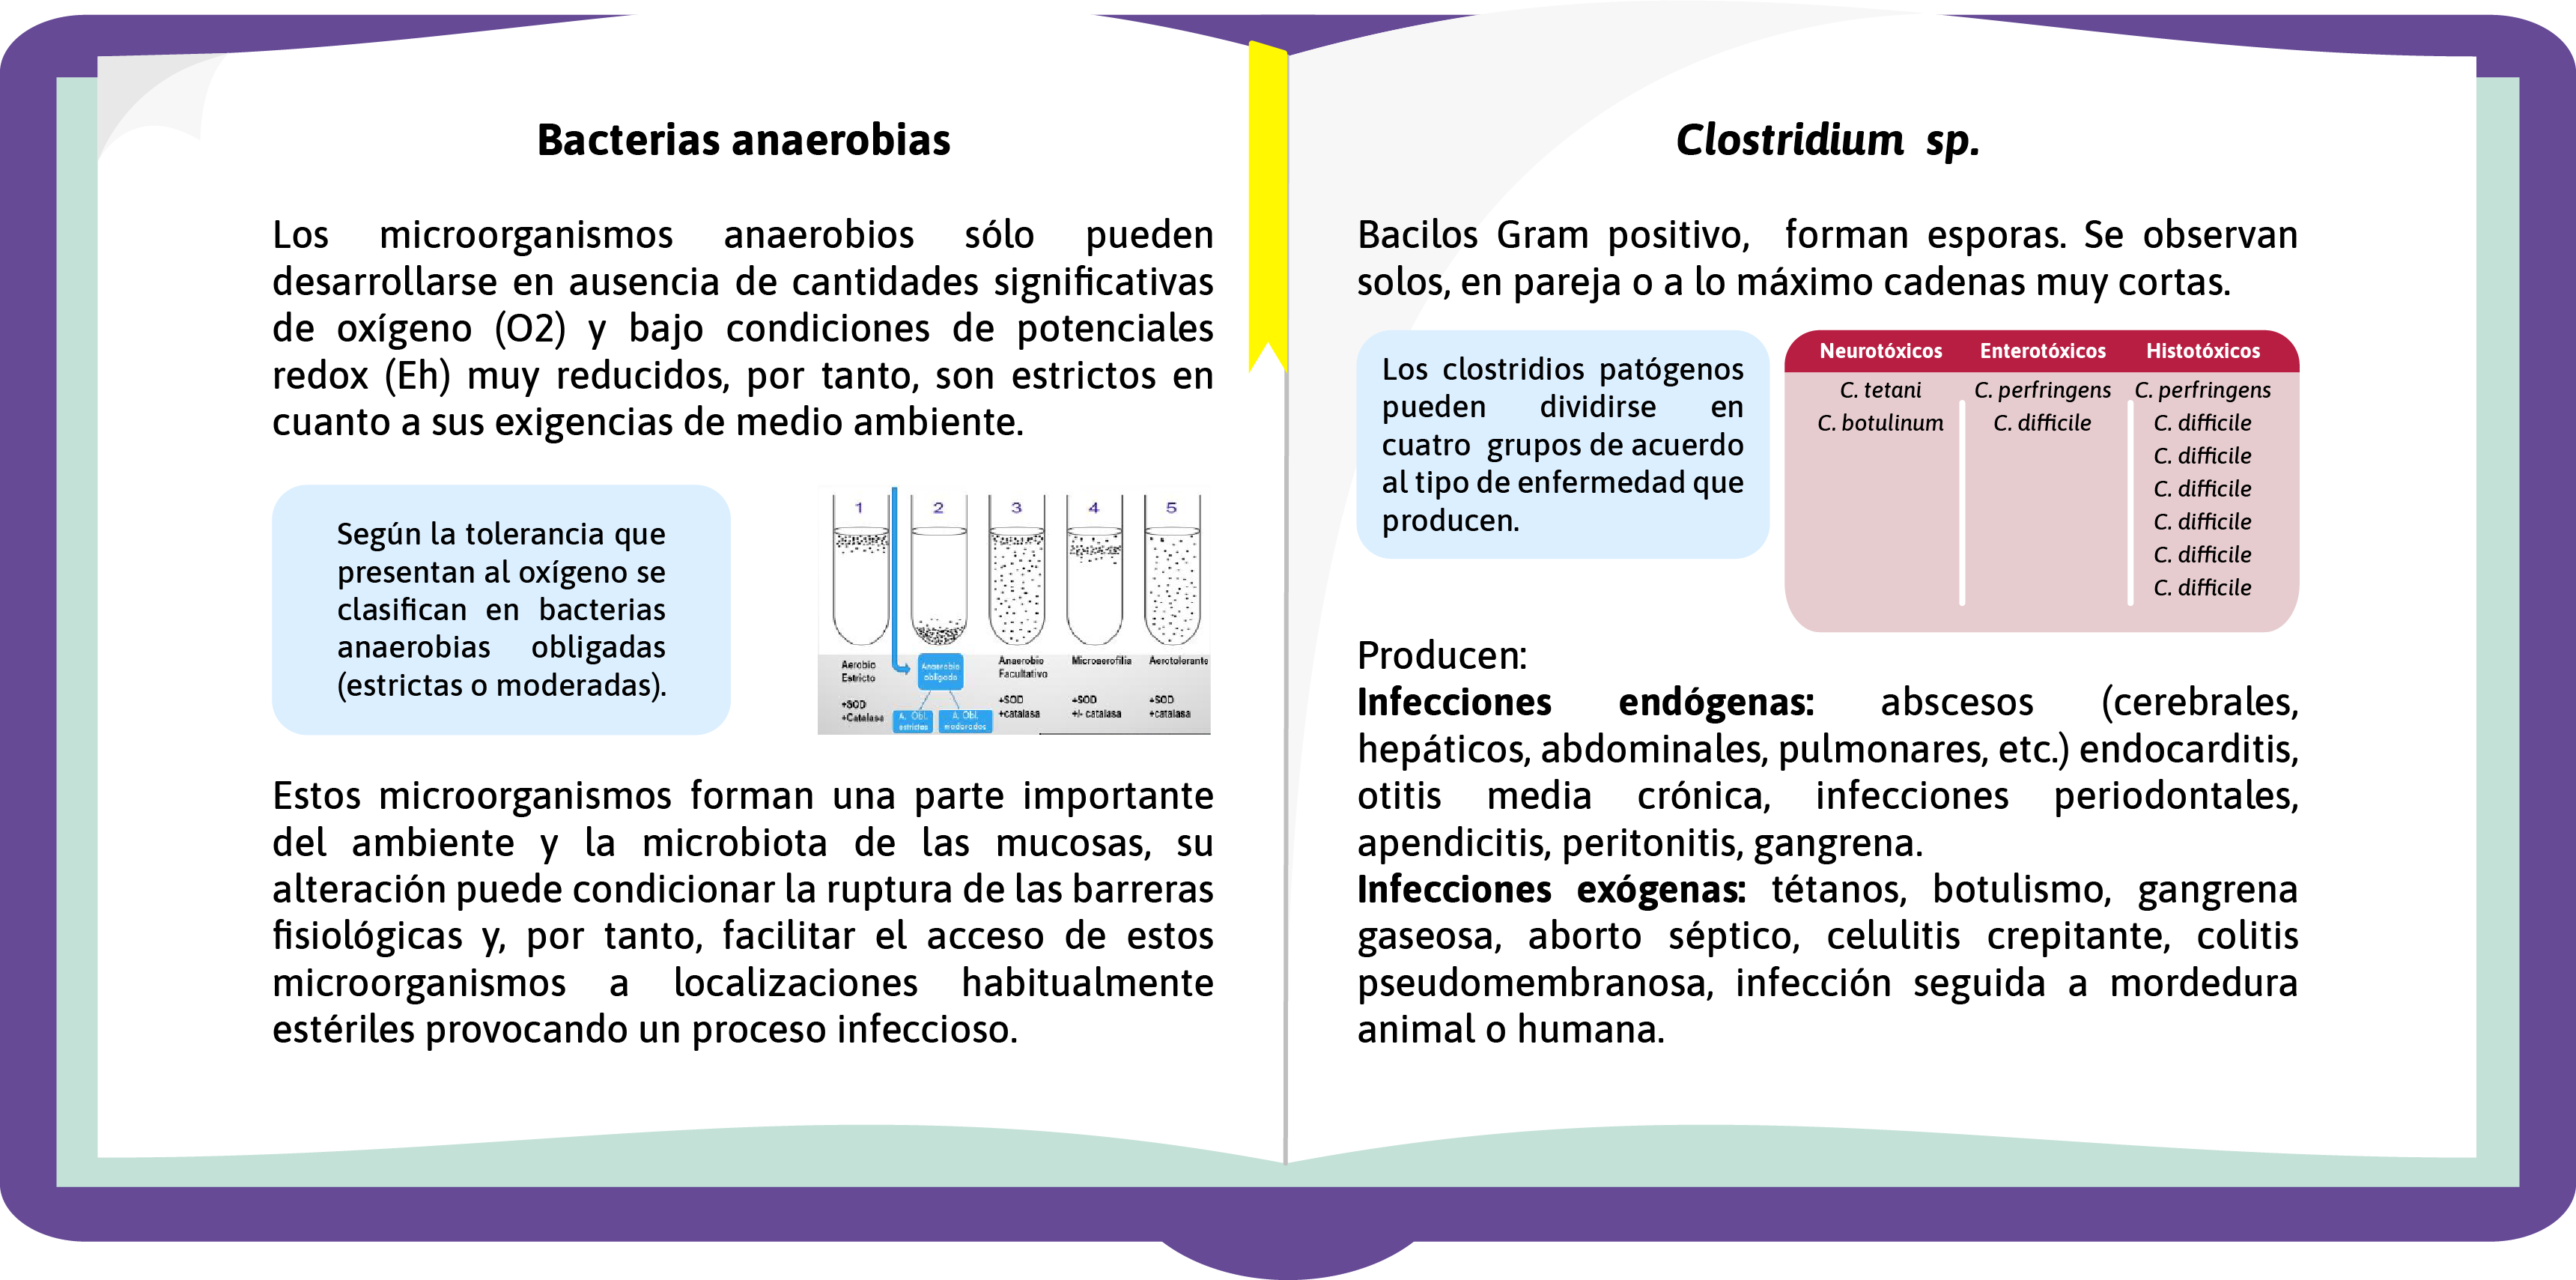 Bacterias anaerobias
Los microorganismos anaerobios sólo pueden
desarrollarse en ausencia de cantidades significativas
de oxígeno (O2) y bajo condiciones de potenciales
redox (Eh) muy reducidos, por tanto, son estrictos en
cuanto a sus exigencias de medio ambiente.
Según la tolerancia que
presentan al oxígeno se
clasifican en bacterias
anaerobias obligadas
(estrictas o moderadas).
1 2 3 4 5
Aerobio
Estricto
+SOD
+Catalasa
Anaerobio
obligado
A. Obl.
estrictos
A. Obl.
moderados
Anaerobio
Facultativo
+SOD
+catalasa
Microaerofilia
+SOD
+/- catalasa
Aerotolerante
+SOD
+catalasa
Estos microorganismos forman una parte importante
del ambiente y la microbiota de las mucosas, su
alteración puede condicionar la ruptura de las barreras
fisiológicas y, por tanto, facilitar el acceso de estos
microorganismos a localizaciones habitualmente
estériles provocando un proceso infeccioso.
Clostridium sp.
Bacilos Gram positivo, forman esporas. Se observan
solos, en pareja o a lo máximo cadenas muy cortas.
Los clostridios patógenos
pueden dividirse en
cuatro grupos de acuerdo
al tipo de enfermedad que
producen.
Neurotóxicos Enterotóxicos Histotóxicos
C. tetani C. perfringens C. perfringens
C. botulinum C. difficile C. difficile
C. difficile
C. difficile
C. difficile
C. difficile
C. difficile
Producen:
Infecciones endógenas: abscesos (cerebrales,
hepáticos, abdominales, pulmonares, etc.) endocarditis,
otitis media crónica, infecciones periodontales,
apendicitis, peritonitis, gangrena.
Infecciones exógenas: tétanos, botulismo, gangrena
gaseosa, aborto séptico, celulitis crepitante, colitis
pseudomembranosa, infección seguida a mordedura
animal o humana.